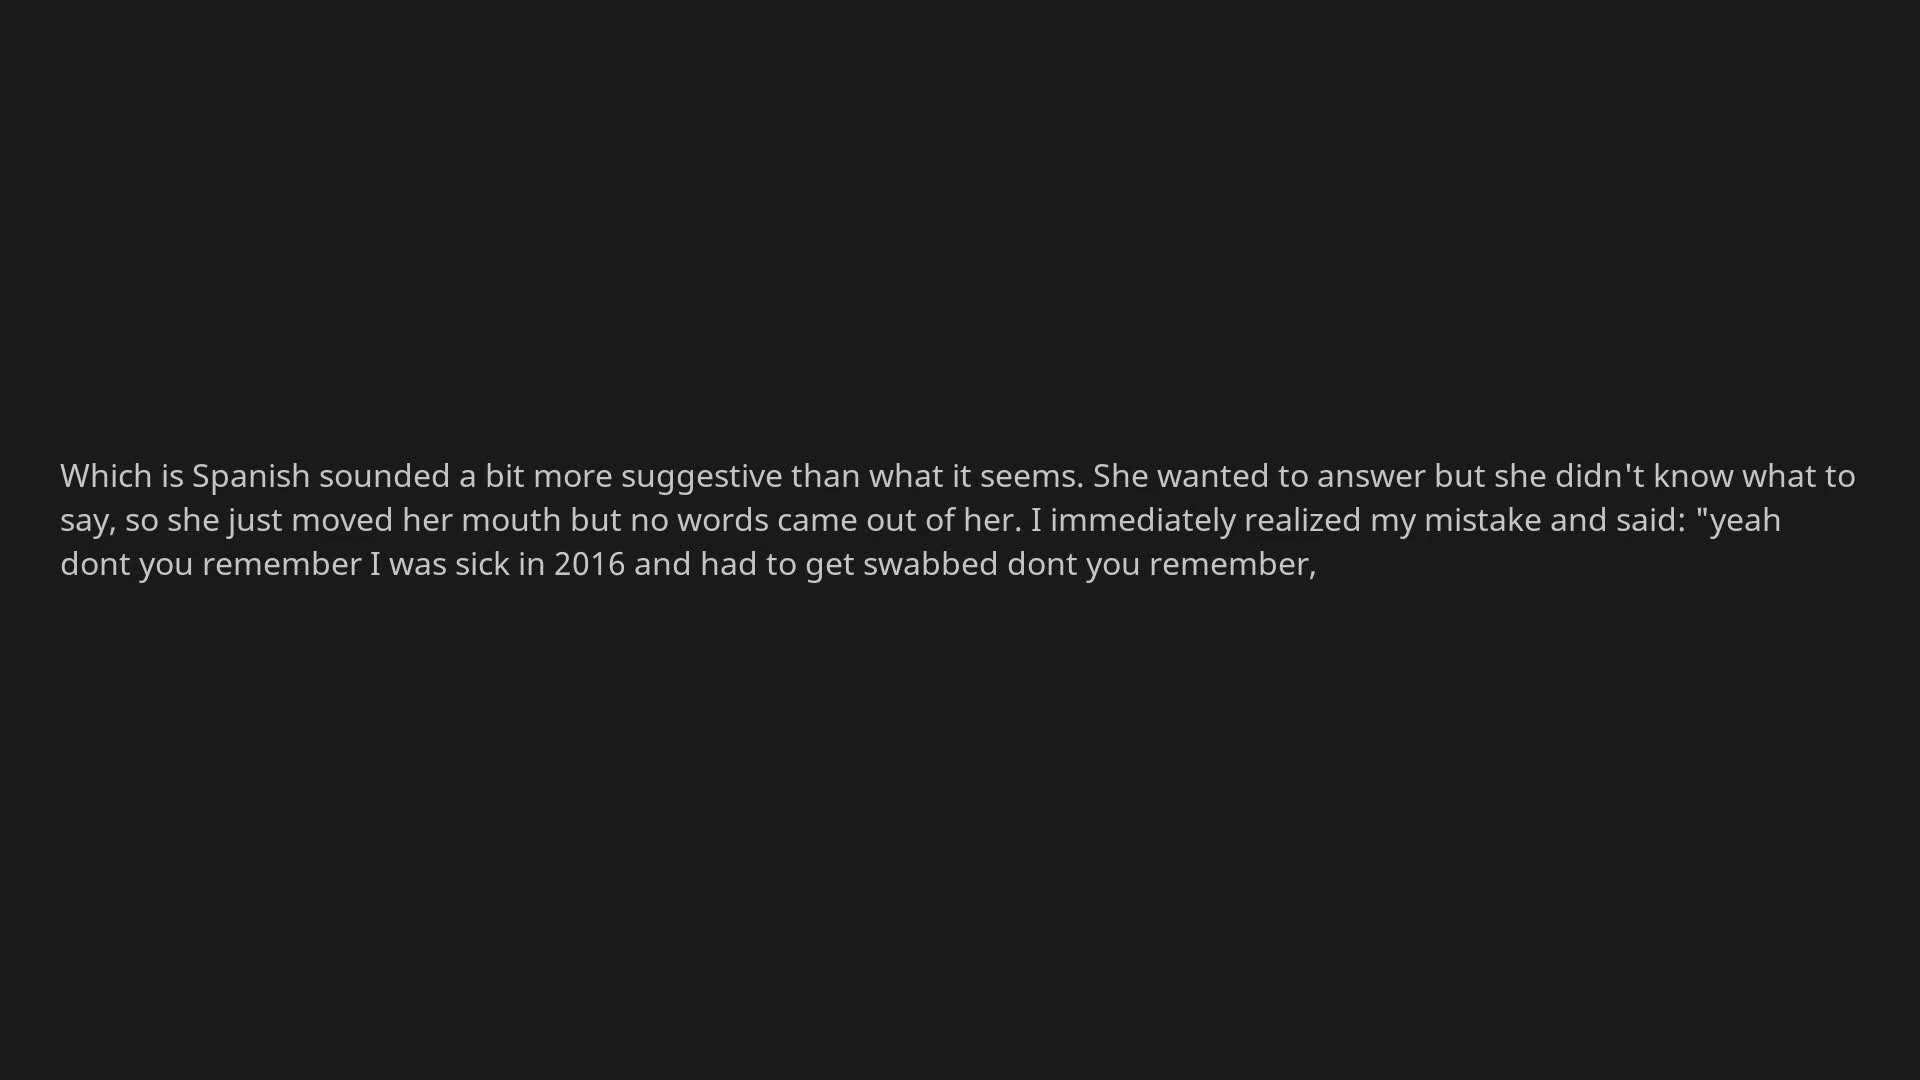 Which is Spanish sounded a bit more suggestive than what it seems. She wanted to answer but she didn't know what to
say, so she just moved her mouth but no words came out of her. I immediately realized my mistake and said: "yeah
dont you remember I was sick in 2016 and had to get swabbed dont you remember,